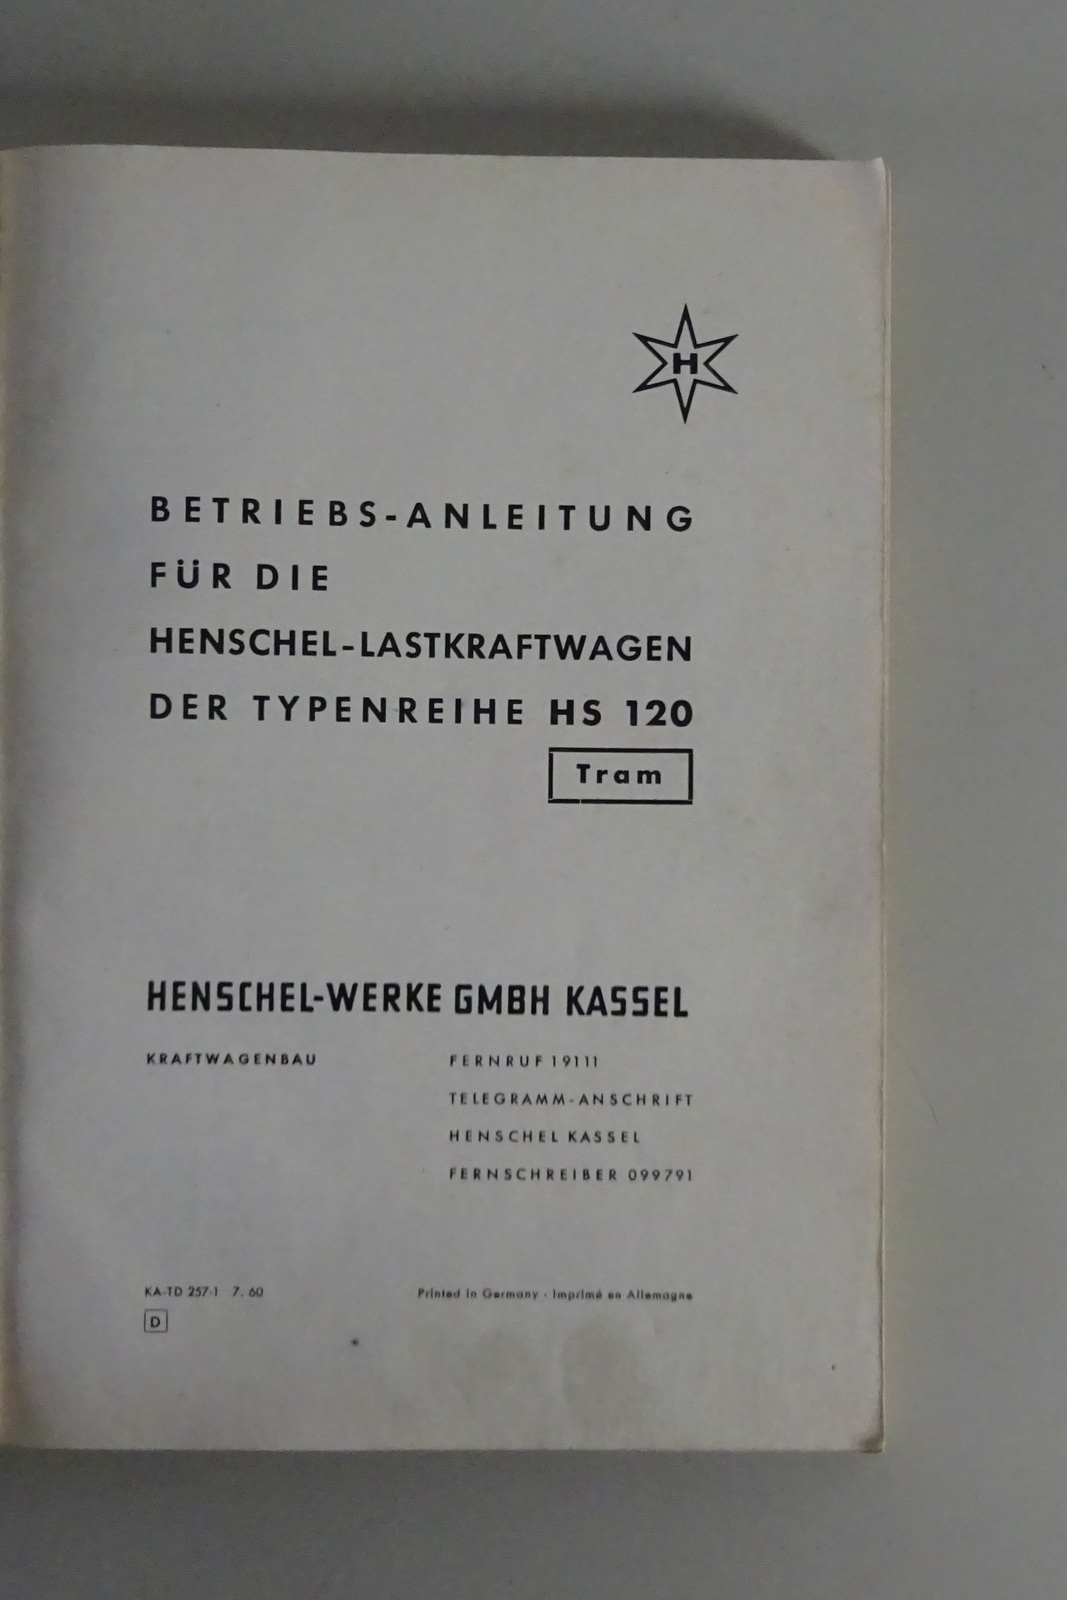 H
BETRIEBS-ANLEITUNG
FÜR DIE
HENSCHEL-LASTKRAFTWAGEN
DER TYPENREIHE HS 120
Tram
HENSCHEL-WERKE GMBH KASSEL
KRAFTWAGENBAU
FERNRUF 19111
TELEGRAMM-ANSCHRIFT
HENSCHEL KASSEL
FERNSCHREIBER 099791
KA-TD 257-1 7. 60
Printed in Germany · Imprimé en Allemagne
D